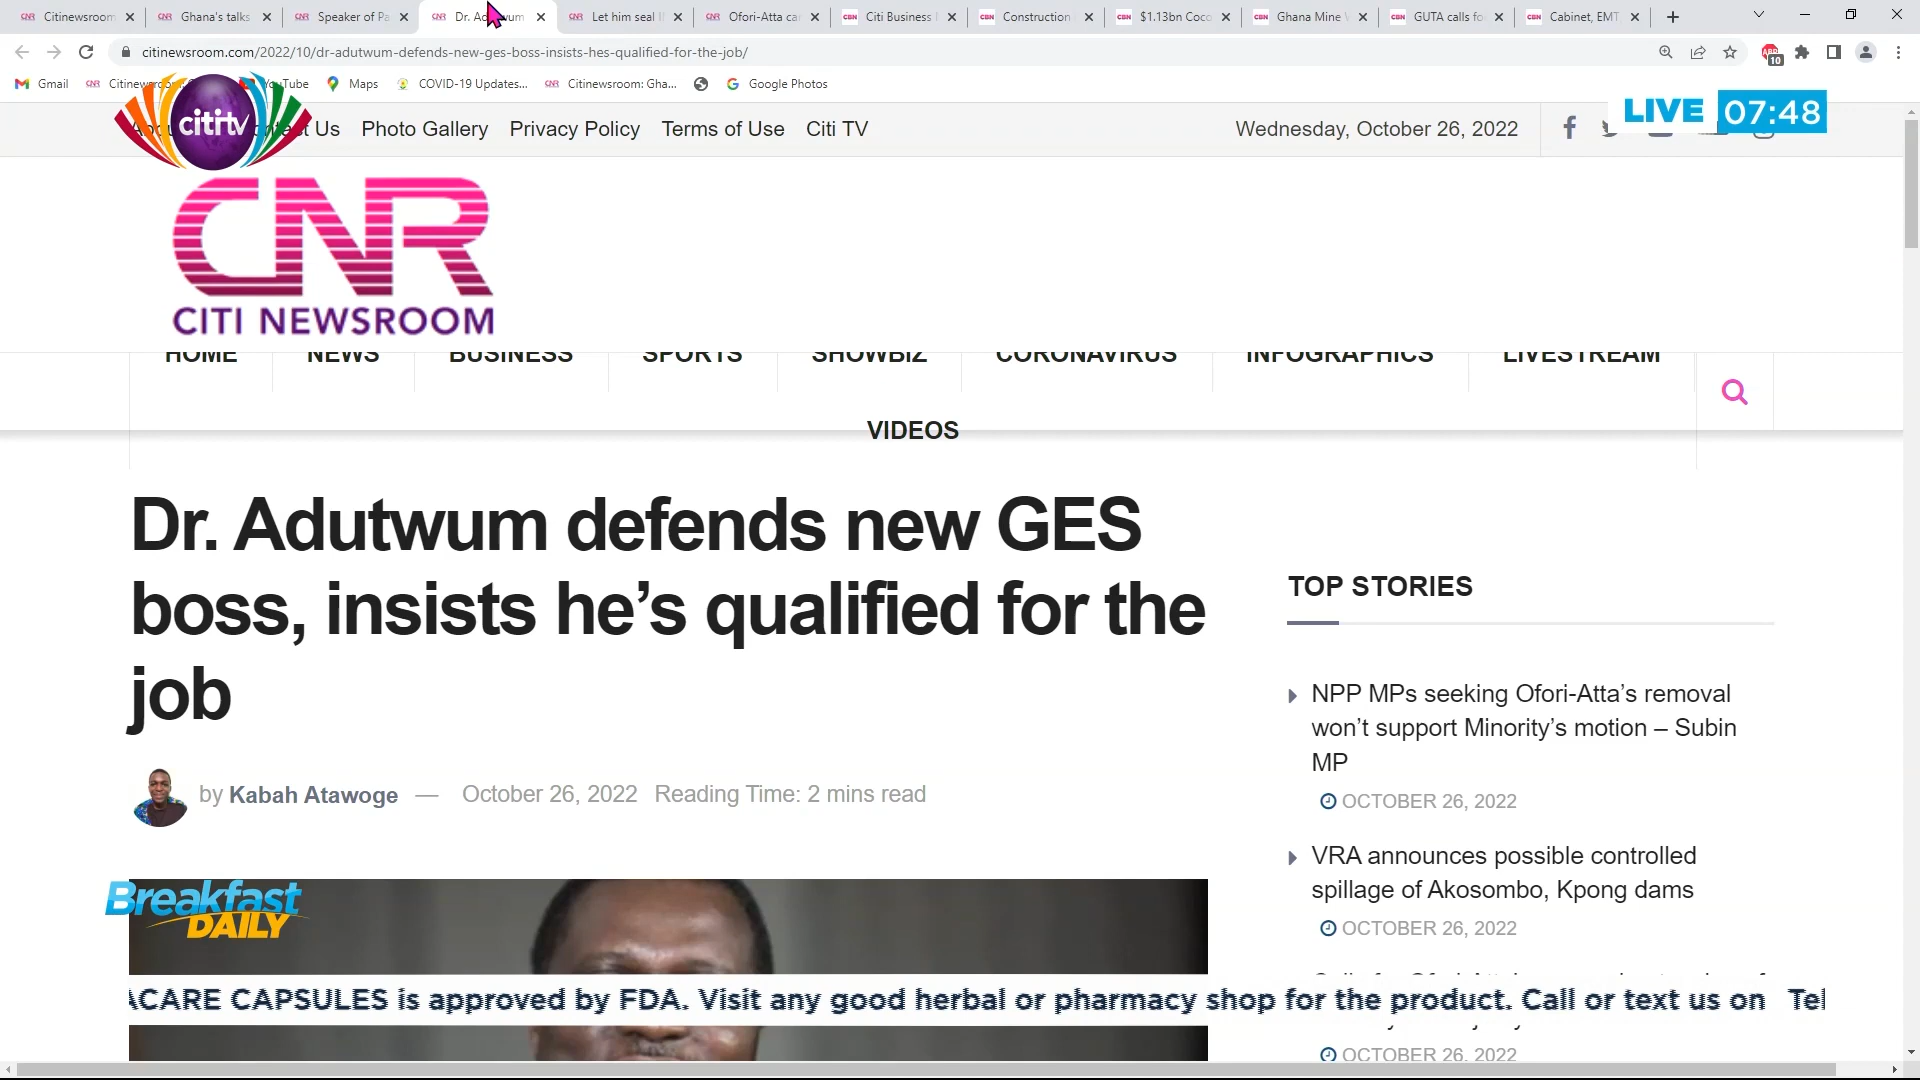 Citinewsroom
Ghana's talks
Speaker of Pa
Dr. Adutwum
Let him seal
Ofori-Atta ca
Citi Business
Construction
$1.13bn Coco
Ghana Mine
GUTA calls fo
Cabinet, EMT
citinewsroom.com/2022/10/dr-adutwum-defends-new-ges-boss-insists-hes-qualified-for-the-job/
10
Gmail
YouTube
Maps
COVID-19 Updates...
Citinewsroom: Gha...
Google Photos
cititv
Us
Photo Gallery
Privacy Policy
Terms of Use
Citi TV
Wednesday, October 26, 2022
LIVE 07:48
CNR
CITI NEWSROOM
HOME
NEWS
BUSINESS
SPORTS
SHOWBIZ
CORONAVIRUS
INFOGRAPHICS
LIVESTREAM
VIDEOS
Dr. Adutwum defends new GES
boss, insists he’s qualified for the
job
by Kabah Atawoge — October 26, 2022 Reading Time: 2 mins read
TOP STORIES
NPP MPs seeking Ofori-Atta’s removal
won’t support Minority’s motion – Subin
MP
OCTOBER 26, 2022
VRA announces possible controlled
spillage of Akosombo, Kpong dams
OCTOBER 26, 2022
Breakfast
DAILY
ACARE CAPSULES is approved by FDA. Visit any good herbal or pharmacy shop for the product. Call or text us on Tel
OCTOBER 26, 2022